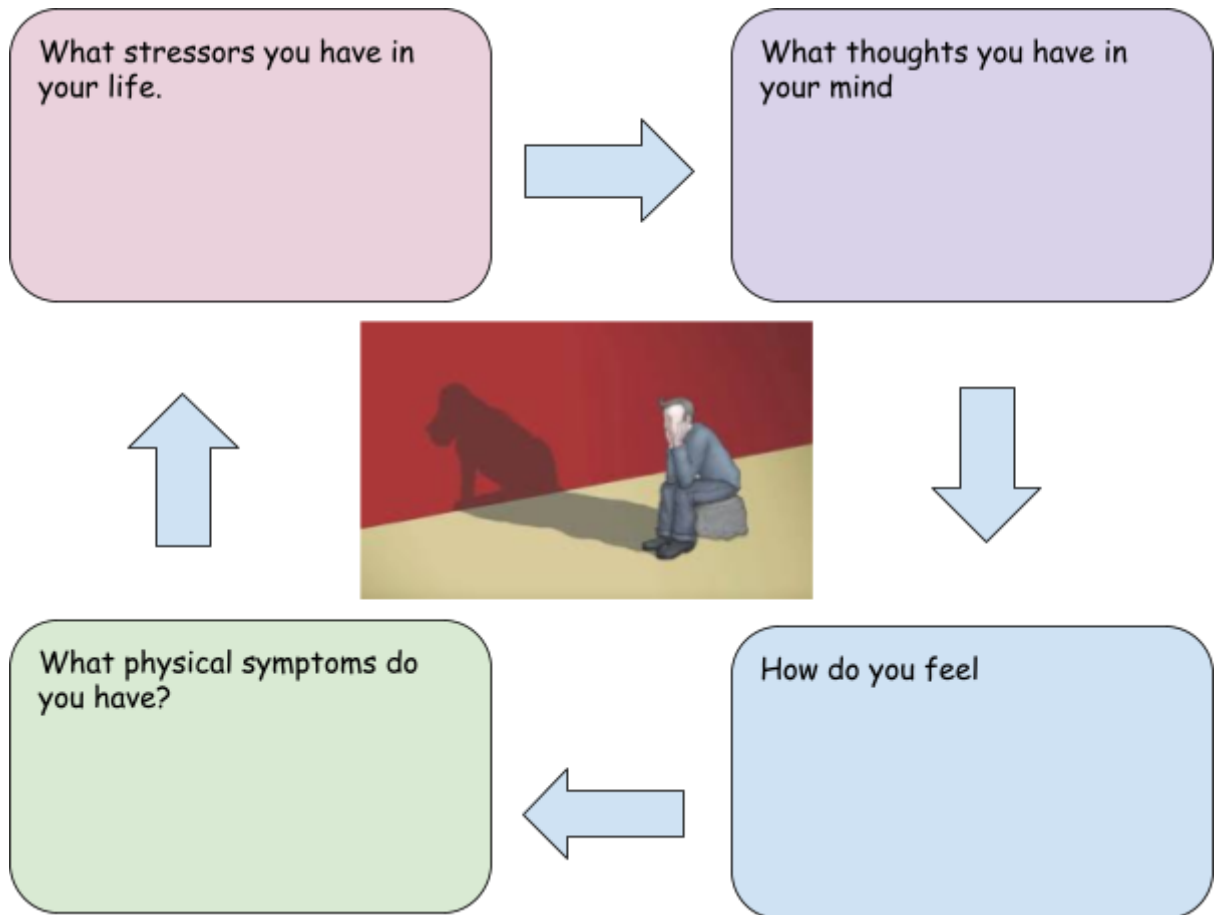 What stressors you have in
your life.
What thoughts you have in
your mind
What physical symptoms do
you have?
How do you feel